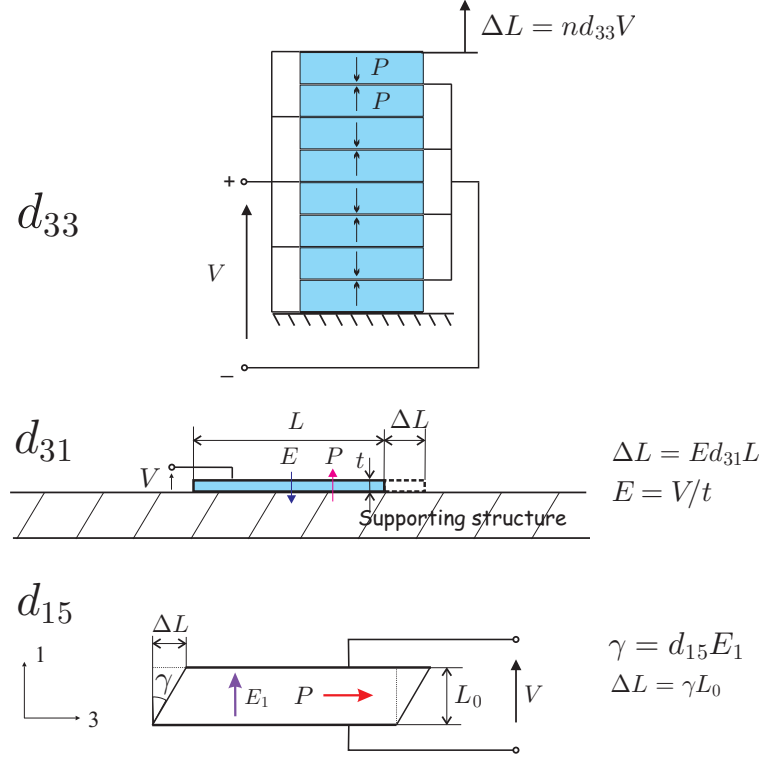 ΔL = nd₃₃V
P
P
+
d₃₃
V
−
d₃₁
L
ΔL
V
E
P
t
ΔL = Ed₃₁L
E = V/t
Supporting structure
d₁₅
ΔL
1
γ
E₁
P
L₀
V
3
γ = d₁₅E₁
ΔL = γL₀